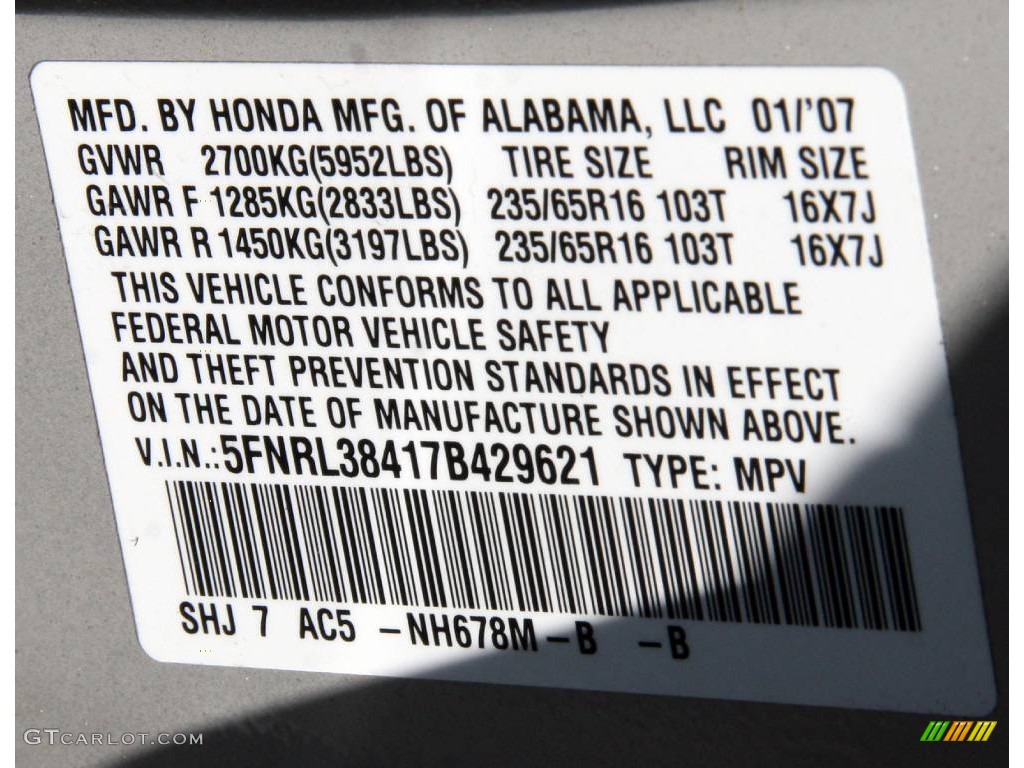 MFD. BY HONDA MFG. OF ALABAMA, LLC 01/'07
GVWR 2700KG(5952LBS) TIRE SIZE RIM SIZE
GAWR F 1285KG(2833LBS) 235/65R16 103T 16X7J
GAWR R 1450KG(3197LBS) 235/65R16 103T 16X7J
THIS VEHICLE CONFORMS TO ALL APPLICABLE
FEDERAL MOTOR VEHICLE SAFETY
AND THEFT PREVENTION STANDARDS IN EFFECT
ON THE DATE OF MANUFACTURE SHOWN ABOVE.
V.I.N.:5FNRL38417B429621 TYPE: MPV
SHJ 7 AC5 -NH678M-B -B
GTCARLOT.COM